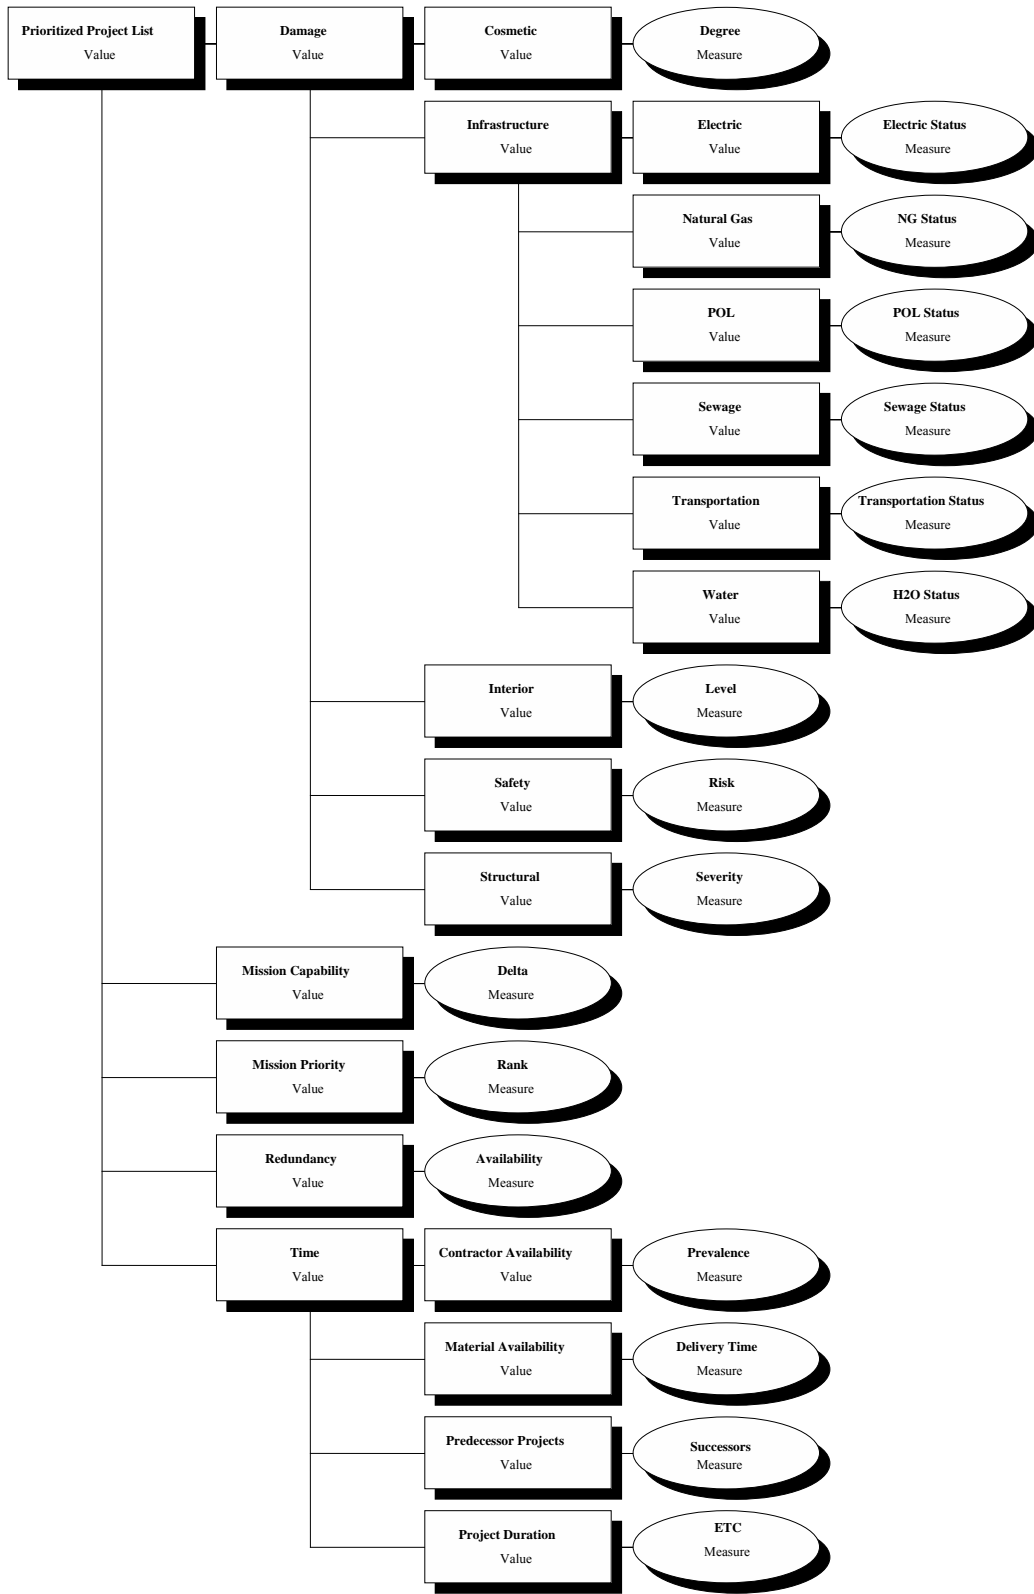 Prioritized Project List
Value
Damage
Value
Cosmetic
Value
Degree
Measure
Infrastructure
Value
Electric
Value
Electric Status
Measure
Natural Gas
Value
NG Status
Measure
POL
Value
POL Status
Measure
Sewage
Value
Sewage Status
Measure
Transportation
Value
Transportation Status
Measure
Water
Value
H2O Status
Measure
Interior
Value
Level
Measure
Safety
Value
Risk
Measure
Structural
Value
Severity
Measure
Mission Capability
Value
Delta
Measure
Mission Priority
Value
Rank
Measure
Redundancy
Value
Availability
Measure
Time
Value
Contractor Availability
Value
Prevalence
Measure
Material Availability
Value
Delivery Time
Measure
Predecessor Projects
Value
Successors
Measure
Project Duration
Value
ETC
Measure